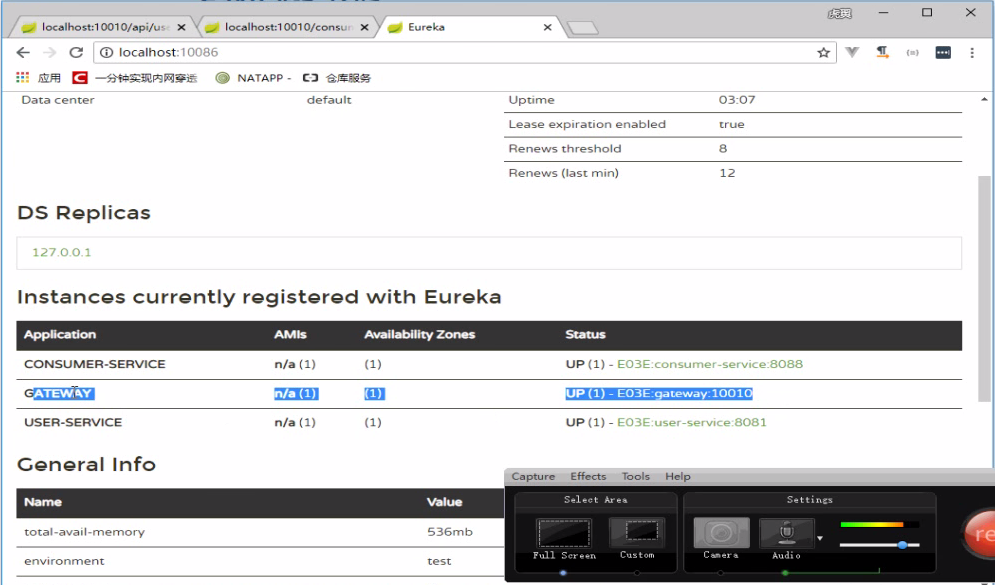 虎哥
localhost:10010/api/us
localhost:10010/consum
Eureka
localhost:10086
应用
一分钟实现内网穿透
NATAPP -
仓库服务
Data center default
Uptime 03:07
Lease expiration enabled true
Renews threshold 8
Renews (last min) 12
DS Replicas
127.0.0.1
Instances currently registered with Eureka
Application AMIs Availability Zones Status
CONSUMER-SERVICE n/a (1) (1) UP (1) - E03E:consumer-service:8088
GATEWAY n/a (1) (1) UP (1) - E03E:gateway:10010
USER-SERVICE n/a (1) (1) UP (1) - E03E:user-service:8081
General Info
Name Value
total-avail-memory 536mb
environment test
Capture Effects Tools Help
Select Area Settings
Full Screen Custom Camera Audio
re